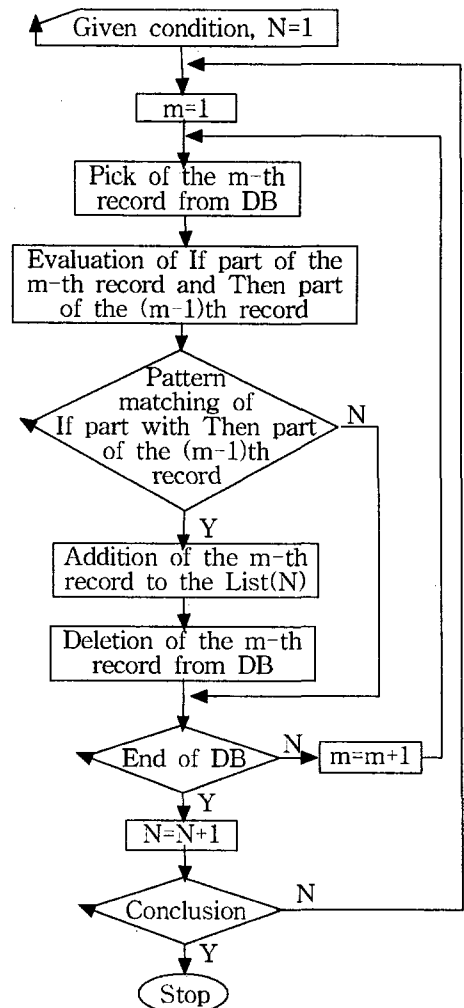 Given condition, N=1
m=1
Pick of the m-th
record from DB
Evaluation of If part of the
m-th record and Then part
of the (m-1)th record
Pattern
matching of
If part with Then part
of the (m-1)th
record
N
Y
Addition of the m-th
record to the List(N)
Deletion of the m-th
record from DB
End of DB
N
m=m+1
Y
N=N+1
Conclusion
N
Y
Stop